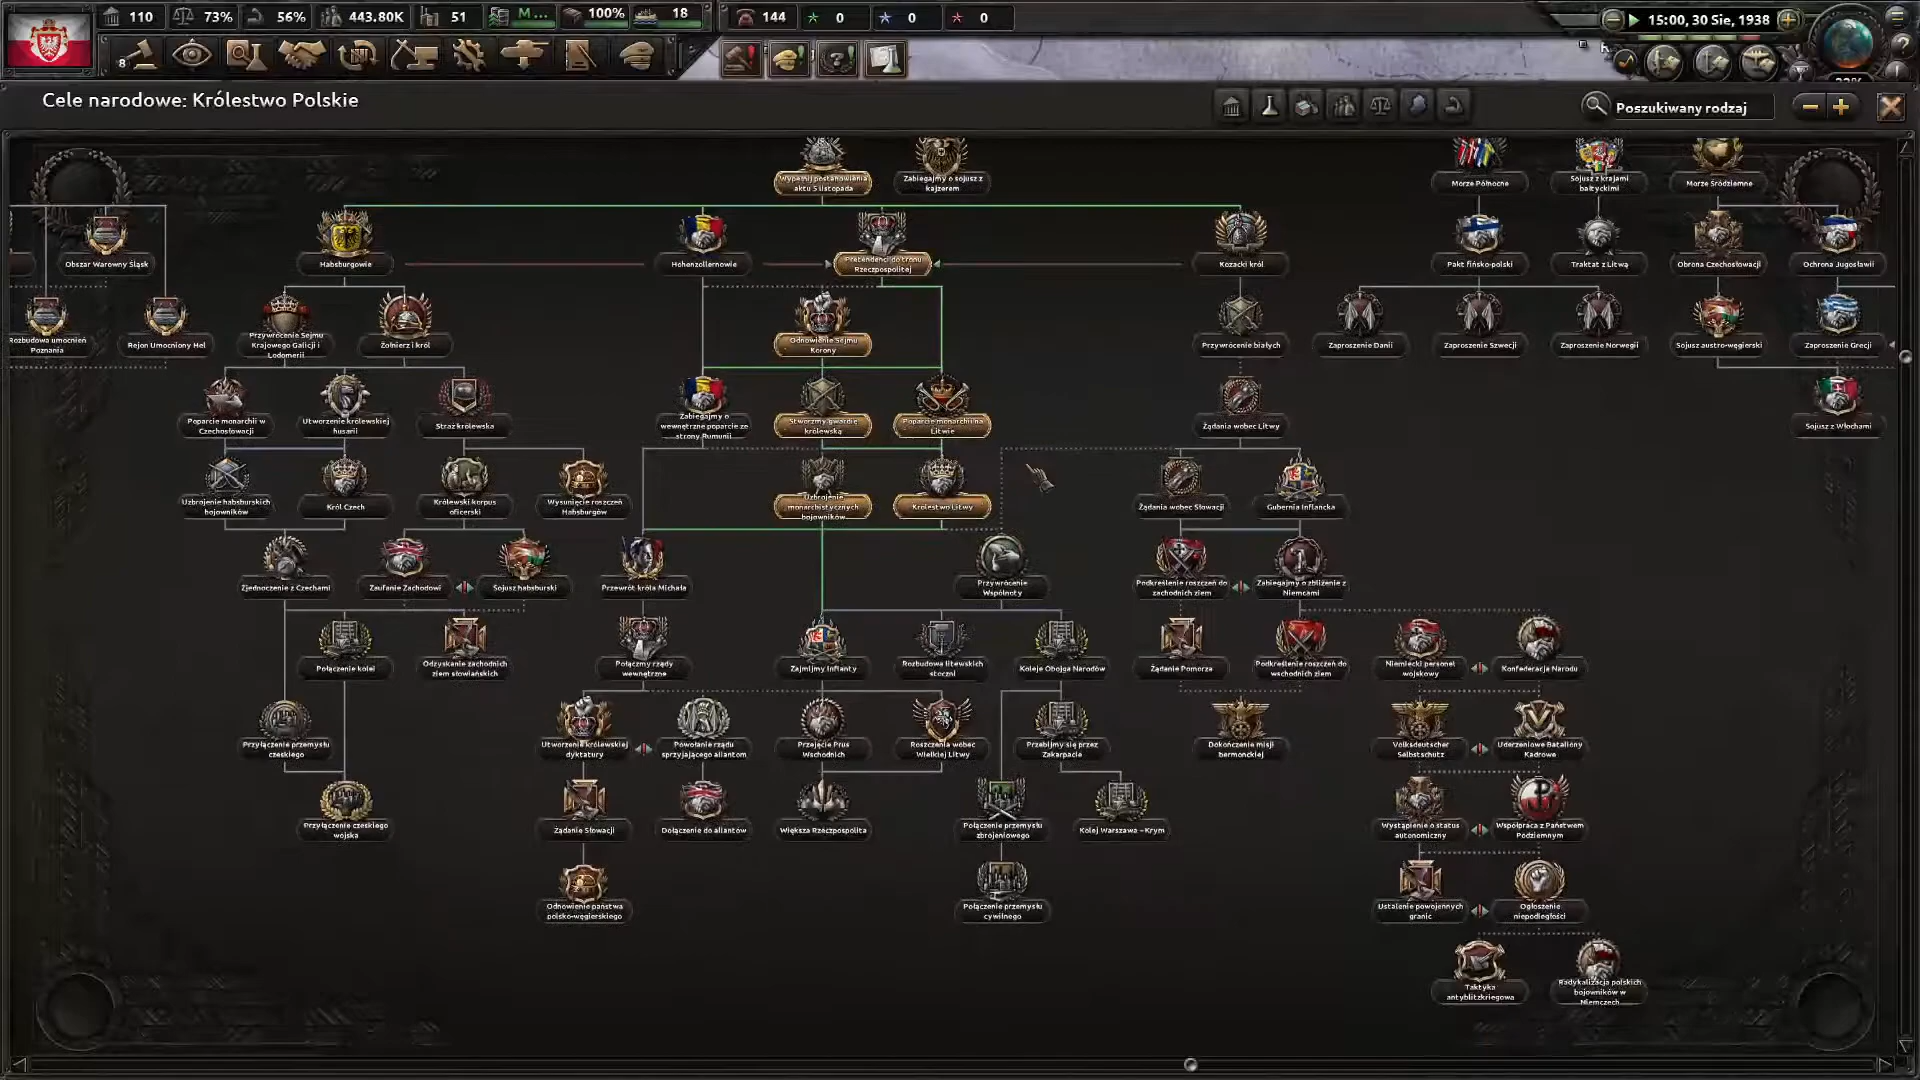 110
73%
56%
443.80K
51
M...
100%
18
144
0
0
0
15:00, 30 Sie, 1938
Cele narodowe: Królestwo Polskie
Poszukiwany rodzaj
Wypełnij postanowienia
aktu 5 listopada
Zabiegajmy o sojusz z
kajzerem
Morze Północne
Sojusz z krajami
bałtyckimi
Morze Śródziemne
Obszar Warowny Śląsk
Habsburgowie
Hohenzollernowie
Pretendenci do tronu
Rzeczpospolitej
Kozacki król
Pakt fińsko-polski
Traktat z Litwą
Obrona Czechosłowacji
Ochrona Jugosławii
Rozbudowa umocnień
Poznania
Rejon Umocniony Hel
Przywrócenie Sejmu
Krajowego Galicji i
Lodomerii
Żołnierz i król
Odnowienie Sejmu
Korony
Przywrócenie białych
Zaproszenie Danii
Zaproszenie Szwecji
Zaproszenie Norwegii
Sojusz austro-węgierski
Zaproszenie Grecji
Poparcie monarchii w
Czechosłowacji
Utworzenie królewskiej
husarii
Straż królewska
Zabiegajmy o
wewnętrzne poparcie ze
strony Rumunii
Stwórzmy gwardię
królewską
Poparcie monarchii na
Litwie
Żądania wobec Litwy
Sojusz z Włochami
Uzbrojenie habsburskich
bojowników
Król Czech
Królewski korpus
oficerski
Wysunięcie roszczeń
Habsburgów
Uzbrojenie
monarchistycznych
bojowników
Królestwo Litwy
Żądania wobec Słowacji
Gubernia Inflancka
Zjednoczenie z Czechami
Zaufanie Zachodowi
Sojusz habsburski
Przewrót króla Michała
Przywrócenie
Wspólnoty
Podkreślenie roszczeń do
zachodnich ziem
Zabiegajmy o zbliżenie z
Niemcami
Połączenie kolei
Odzyskanie zachodnich
ziem słowiańskich
Połączmy rządy
wewnętrzne
Zajmijmy Inflanty
Rozbudowa litewskich
stoczni
Koleje Obojga Narodów
Żądanie Pomorza
Podkreślenie roszczeń do
wschodnich ziem
Niemiecki personel
wojskowy
Konfederacja Narodu
Przyłączenie przemysłu
czeskiego
Utworzenie królewskiej
dyktatury
Powołanie rządu
sprzyjającego aliantom
Przejęcie Prus
Wschodnich
Roszczenia wobec
Wielkiej Litwy
Przebijmy się przez
Zakarpacie
Dokończenie misji
bermonckiej
Volksdeutscher
Selbstschutz
Uderzeniowe Bataliony
Kadrowe
Przyłączenie czeskiego
wojska
Żądanie Słowacji
Dołączenie do aliantów
Większa Rzeczpospolita
Połączenie przemysłu
zbrojeniowego
Kolej Warszawa – Krym
Wystąpienie o status
autonomiczny
Współpraca z Państwem
Podziemnym
Odnowienie państwa
polsko-węgierskiego
Połączenie przemysłu
cywilnego
Ustalenie powojennych
granic
Ogłoszenie
niepodległości
Taktyka
antyblitzkriegowa
Radykalizacja polskich
bojowników w
Niemczech